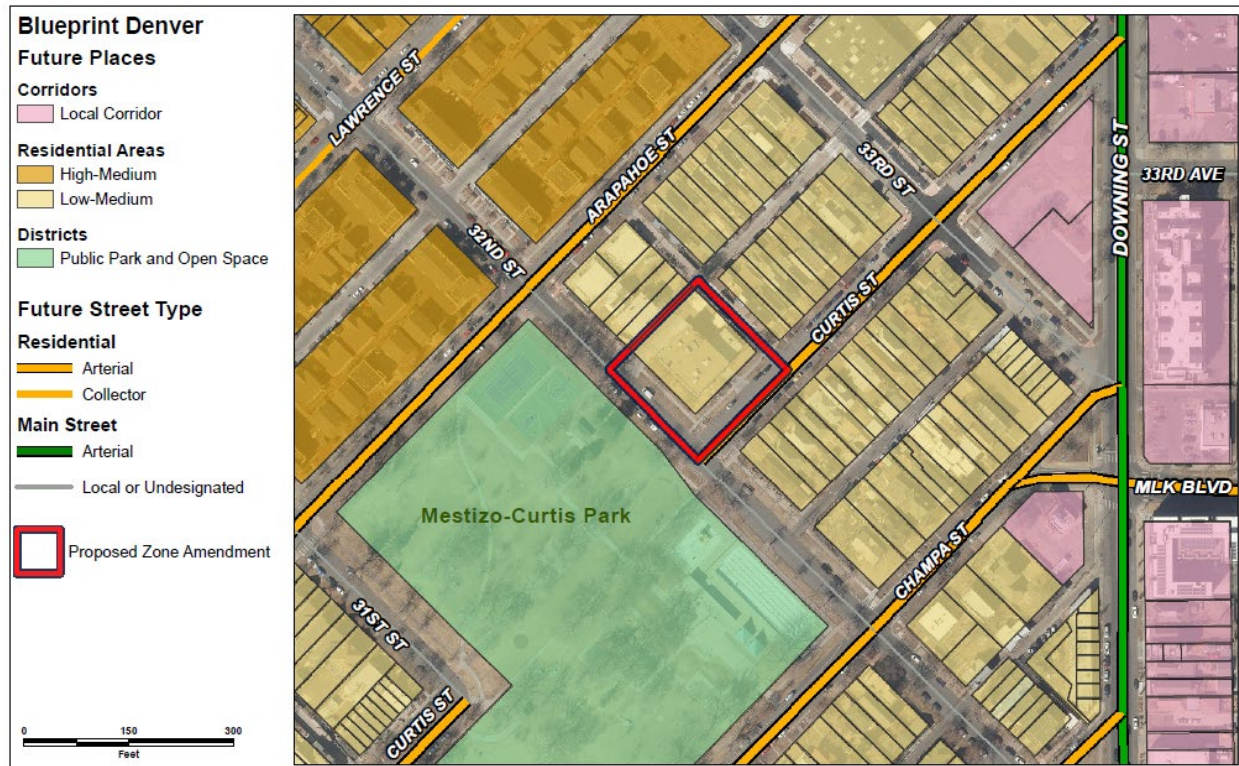 Blueprint Denver
Future Places
Corridors
Local Corridor
Residential Areas
High-Medium
Low-Medium
Districts
Public Park and Open Space
Future Street Type
Residential
Arterial
Collector
Main Street
Arterial
Local or Undesignated
Proposed Zone Amendment
0 150 300
Feet
LAWRENCE ST
ARAPAHOE ST
32ND ST
33RD ST
CURTIS ST
DOWNING ST
33RD AVE
MLK BLVD
Mestizo-Curtis Park
CHAMPA ST
31ST ST
CURTIS ST